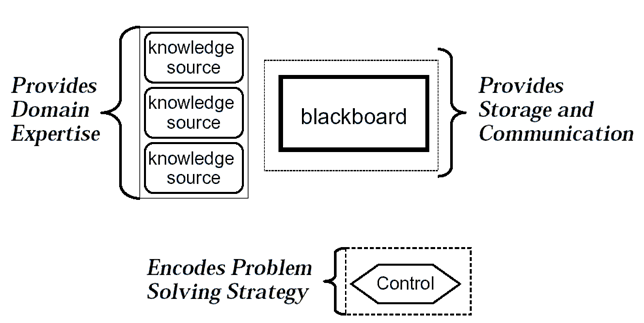 Provides
Domain
Expertise
knowledge
source
knowledge
source
knowledge
source
blackboard
Provides
Storage and
Communication
Encodes Problem
Solving Strategy
Control